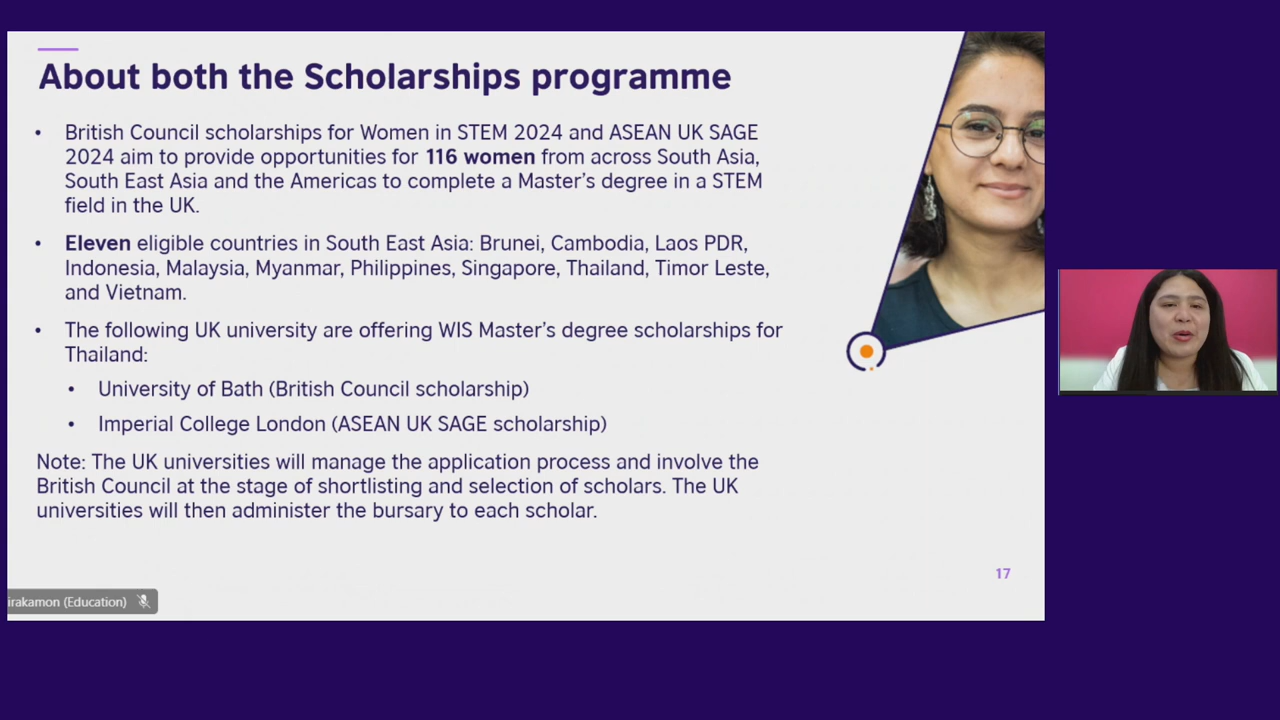 About both the Scholarships programme
• British Council scholarships for Women in STEM 2024 and ASEAN UK SAGE
2024 aim to provide opportunities for 116 women from across South Asia,
South East Asia and the Americas to complete a Master's degree in a STEM
field in the UK.
• Eleven eligible countries in South East Asia: Brunei, Cambodia, Laos PDR,
Indonesia, Malaysia, Myanmar, Philippines, Singapore, Thailand, Timor Leste,
and Vietnam.
• The following UK university are offering WIS Master's degree scholarships for
Thailand:
• University of Bath (British Council scholarship)
• Imperial College London (ASEAN UK SAGE scholarship)
Note: The UK universities will manage the application process and involve the
British Council at the stage of shortlisting and selection of scholars. The UK
universities will then administer the bursary to each scholar.
17
irakamon (Education)